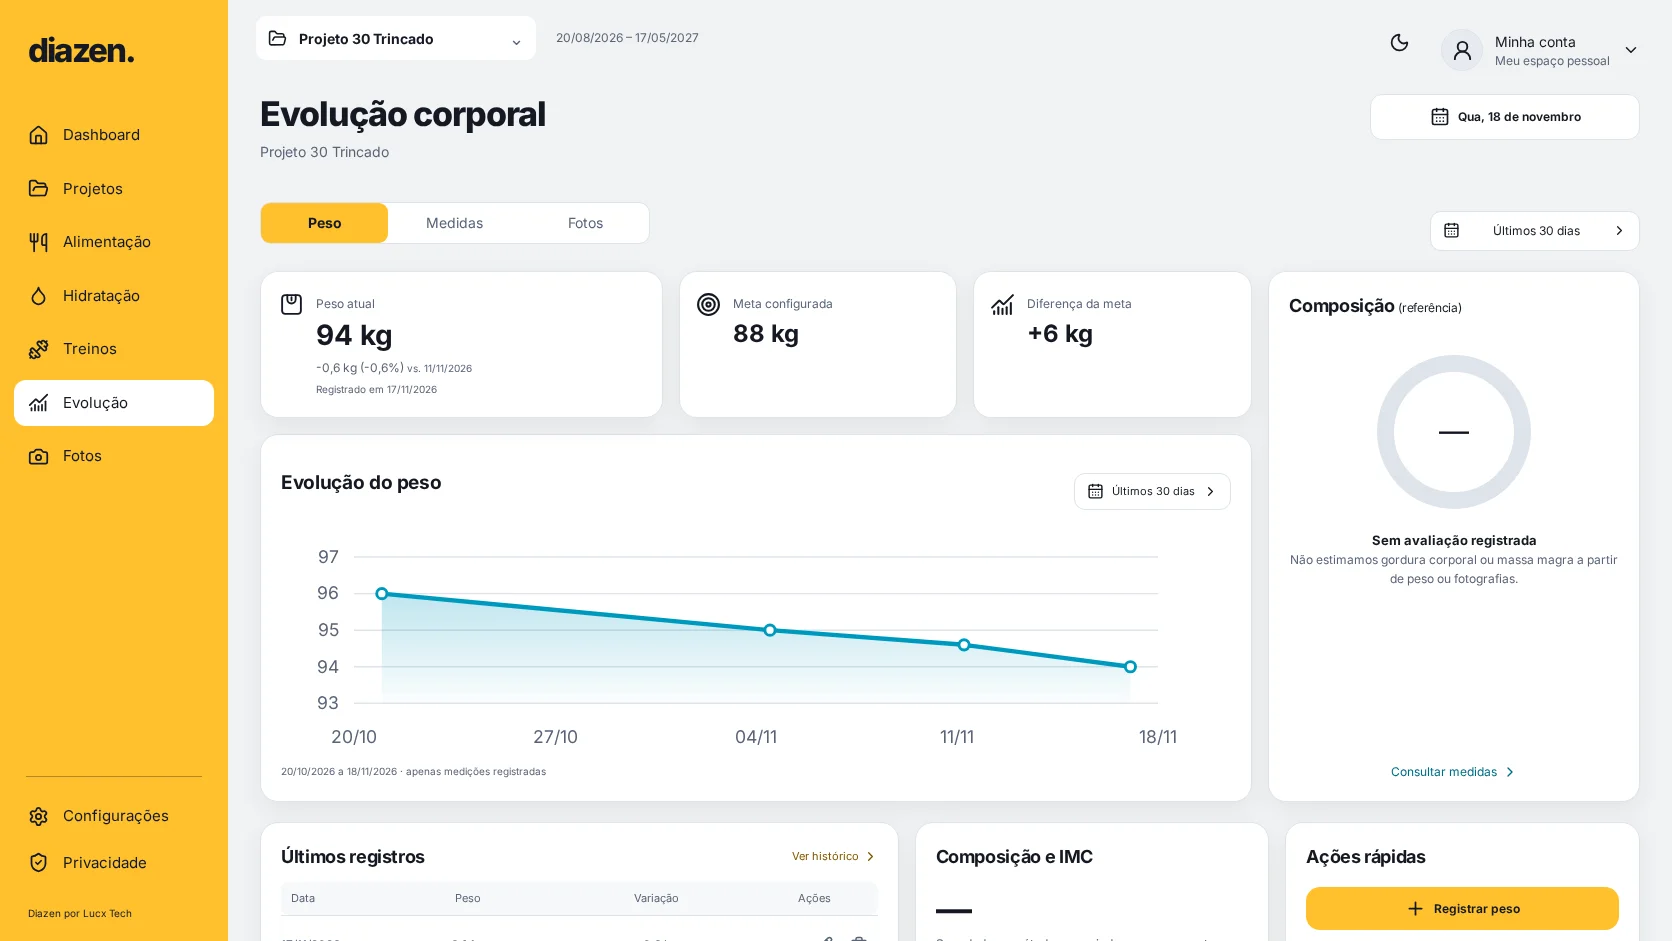 diazen.
Projeto 30 Trincado
20/08/2026 – 17/05/2027
Minha conta
Meu espaço pessoal
Dashboard
Projetos
Alimentação
Hidratação
Treinos
Evolução
Fotos
Configurações
Privacidade
Diazen por Lucx Tech
Evolução corporal
Projeto 30 Trincado
Qua, 18 de novembro
Peso
Medidas
Fotos
Últimos 30 dias
Peso atual
94 kg
-0,6 kg (-0,6%) vs. 11/11/2026
Registrado em 17/11/2026
Meta configurada
88 kg
Diferença da meta
+6 kg
Composição (referência)
—
Sem avaliação registrada
Não estimamos gordura corporal ou massa magra a partir
de peso ou fotografias.
Consultar medidas
Evolução do peso
Últimos 30 dias
97
96
95
94
93
20/10
27/10
04/11
11/11
18/11
20/10/2026 a 18/11/2026 · apenas medições registradas
Últimos registros
Ver histórico
Data
Peso
Variação
Ações
Composição e IMC
—
Ações rápidas
+ Registrar peso